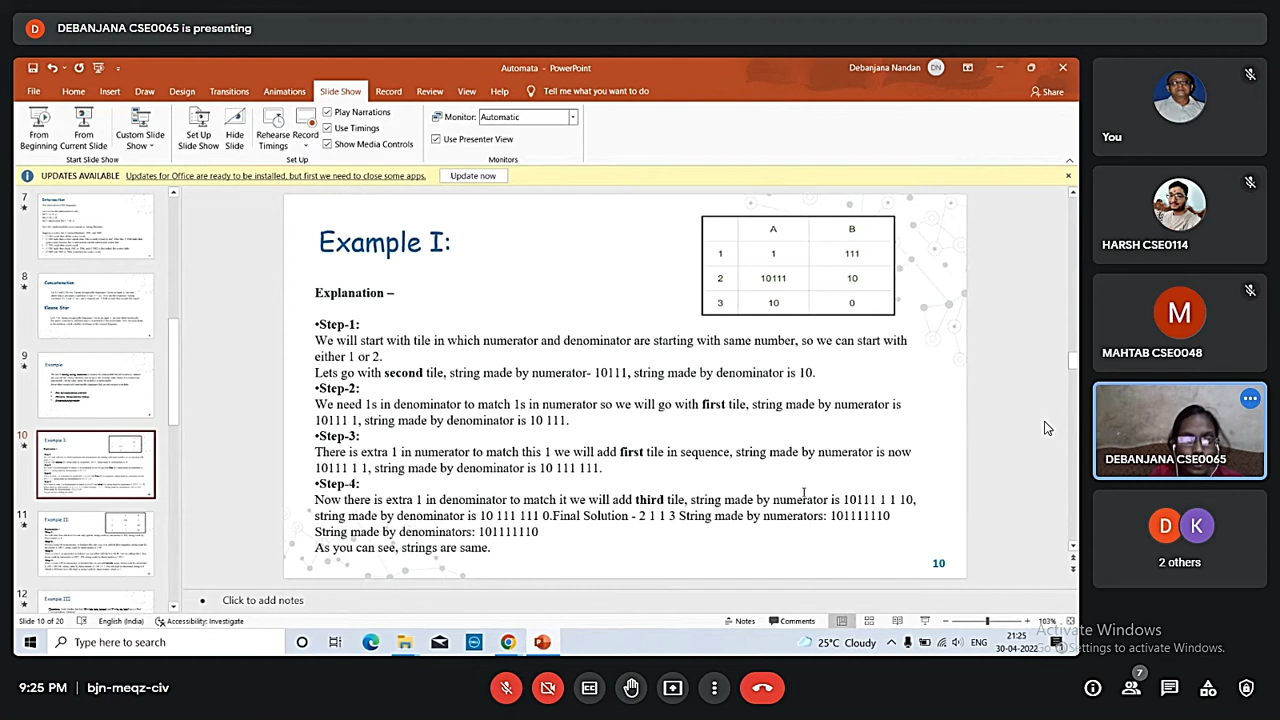 D DEBANJANA CSE0065 is presenting
Automata - PowerPoint
Debanjana Nandan DN
File Home Insert Draw Design Transitions Animations Slide Show Record Review View Help Tell me what you want to do
Share
From Beginning
From Current Slide
Custom Slide Show
Start Slide Show
Set Up Slide Show
Hide Slide
Rehearse Timings
Record
Play Narrations
Use Timings
Show Media Controls
Set Up
Monitor: Automatic
Use Presenter View
Monitors
UPDATES AVAILABLE Updates for Office are ready to be installed, but first we need to close some apps. Update now
7
8
9
10
11
12
Example I:
A B
1 1 111
2 10111 10
3 10 0
Explanation –
•Step-1:
We will start with tile in which numerator and denominator are starting with same number, so we can start with
either 1 or 2.
Lets go with second tile, string made by numerator- 10111, string made by denominator is 10.
•Step-2:
We need 1s in denominator to match 1s in numerator so we will go with first tile, string made by numerator is
10111 1, string made by denominator is 10 111.
•Step-3:
There is extra 1 in numerator to match this 1 we will add first tile in sequence, string made by numerator is now
10111 1 1, string made by denominator is 10 111 111.
•Step-4:
Now there is extra 1 in denominator to match it we will add third tile, string made by numerator is 10111 1 1 10,
string made by denominator is 10 111 111 0.Final Solution - 2 1 1 3 String made by numerators: 101111110
String made by denominators: 101111110
As you can see, strings are same.
10
Click to add notes
Slide 10 of 20 English (India) Accessibility: Investigate Notes Comments 103%
Type here to search
25°C Cloudy
ENG
21:25
30-04-2022
You
HARSH CSE0114
M
MAHTAB CSE0048
DEBANJANA CSE0065
D K
2 others
Activate Windows
Go to Settings to activate Windows.
9:25 PM | bjn-meqz-civ
7